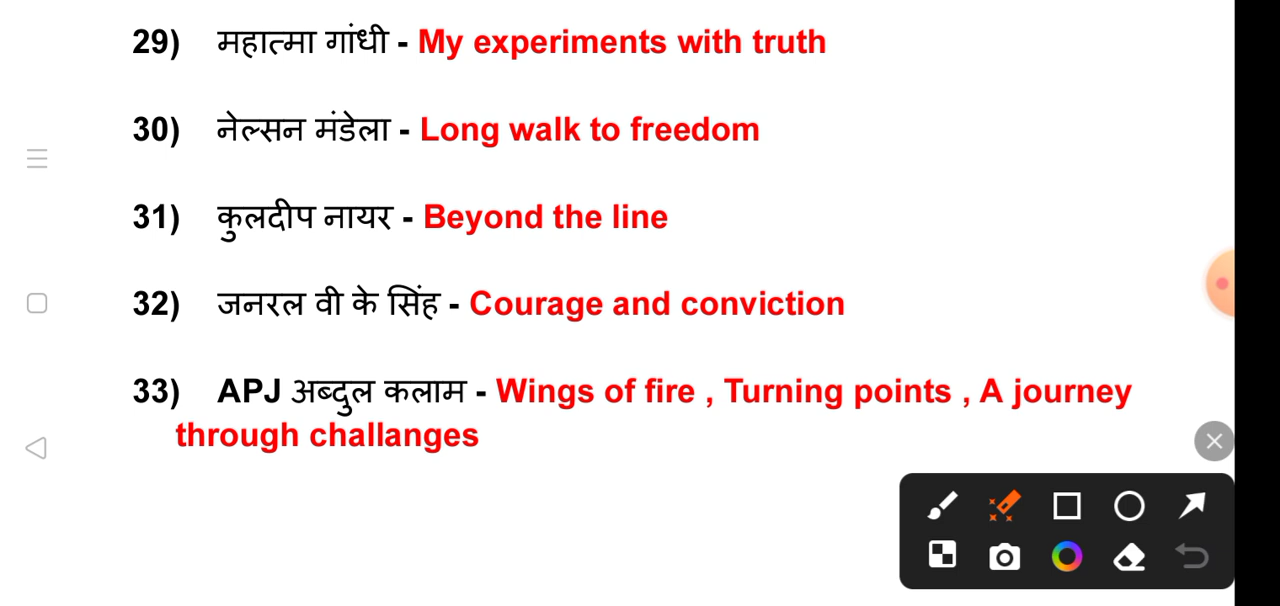 29) महात्मा गांधी - My experiments with truth
30) नेल्सन मंडेला - Long walk to freedom
31) कुलदीप नायर - Beyond the line
32) जनरल वी के सिंह - Courage and conviction
33) APJ अब्दुल कलाम - Wings of fire , Turning points , A journey
through challanges